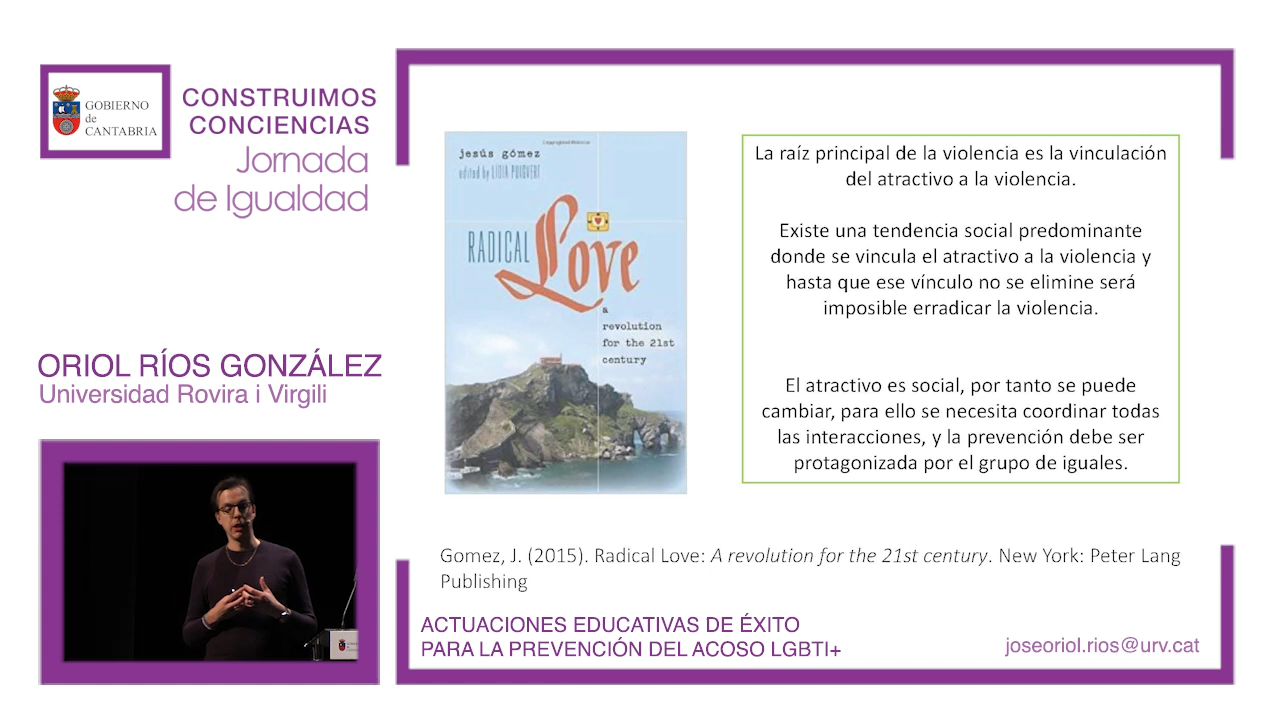 GOBIERNO
de
CANTABRIA
CONSTRUIMOS
CONCIENCIAS
Jornada
de Igualdad
ORIOL RÍOS GONZÁLEZ
Universidad Rovira i Virgili
jesús gómez
edited by LÍDIA PUIGVERT
RADICAL
Love
a
revolution
for the 21st
century
La raíz principal de la violencia es la vinculación
del atractivo a la violencia.
Existe una tendencia social predominante
donde se vincula el atractivo a la violencia y
hasta que ese vínculo no se elimine será
imposible erradicar la violencia.
El atractivo es social, por tanto se puede
cambiar, para ello se necesita coordinar todas
las interacciones, y la prevención debe ser
protagonizada por el grupo de iguales.
Gomez, J. (2015). Radical Love: A revolution for the 21st century. New York: Peter Lang
Publishing
ACTUACIONES EDUCATIVAS DE ÉXITO
PARA LA PREVENCIÓN DEL ACOSO LGBTI+
joseoriol.rios@urv.cat